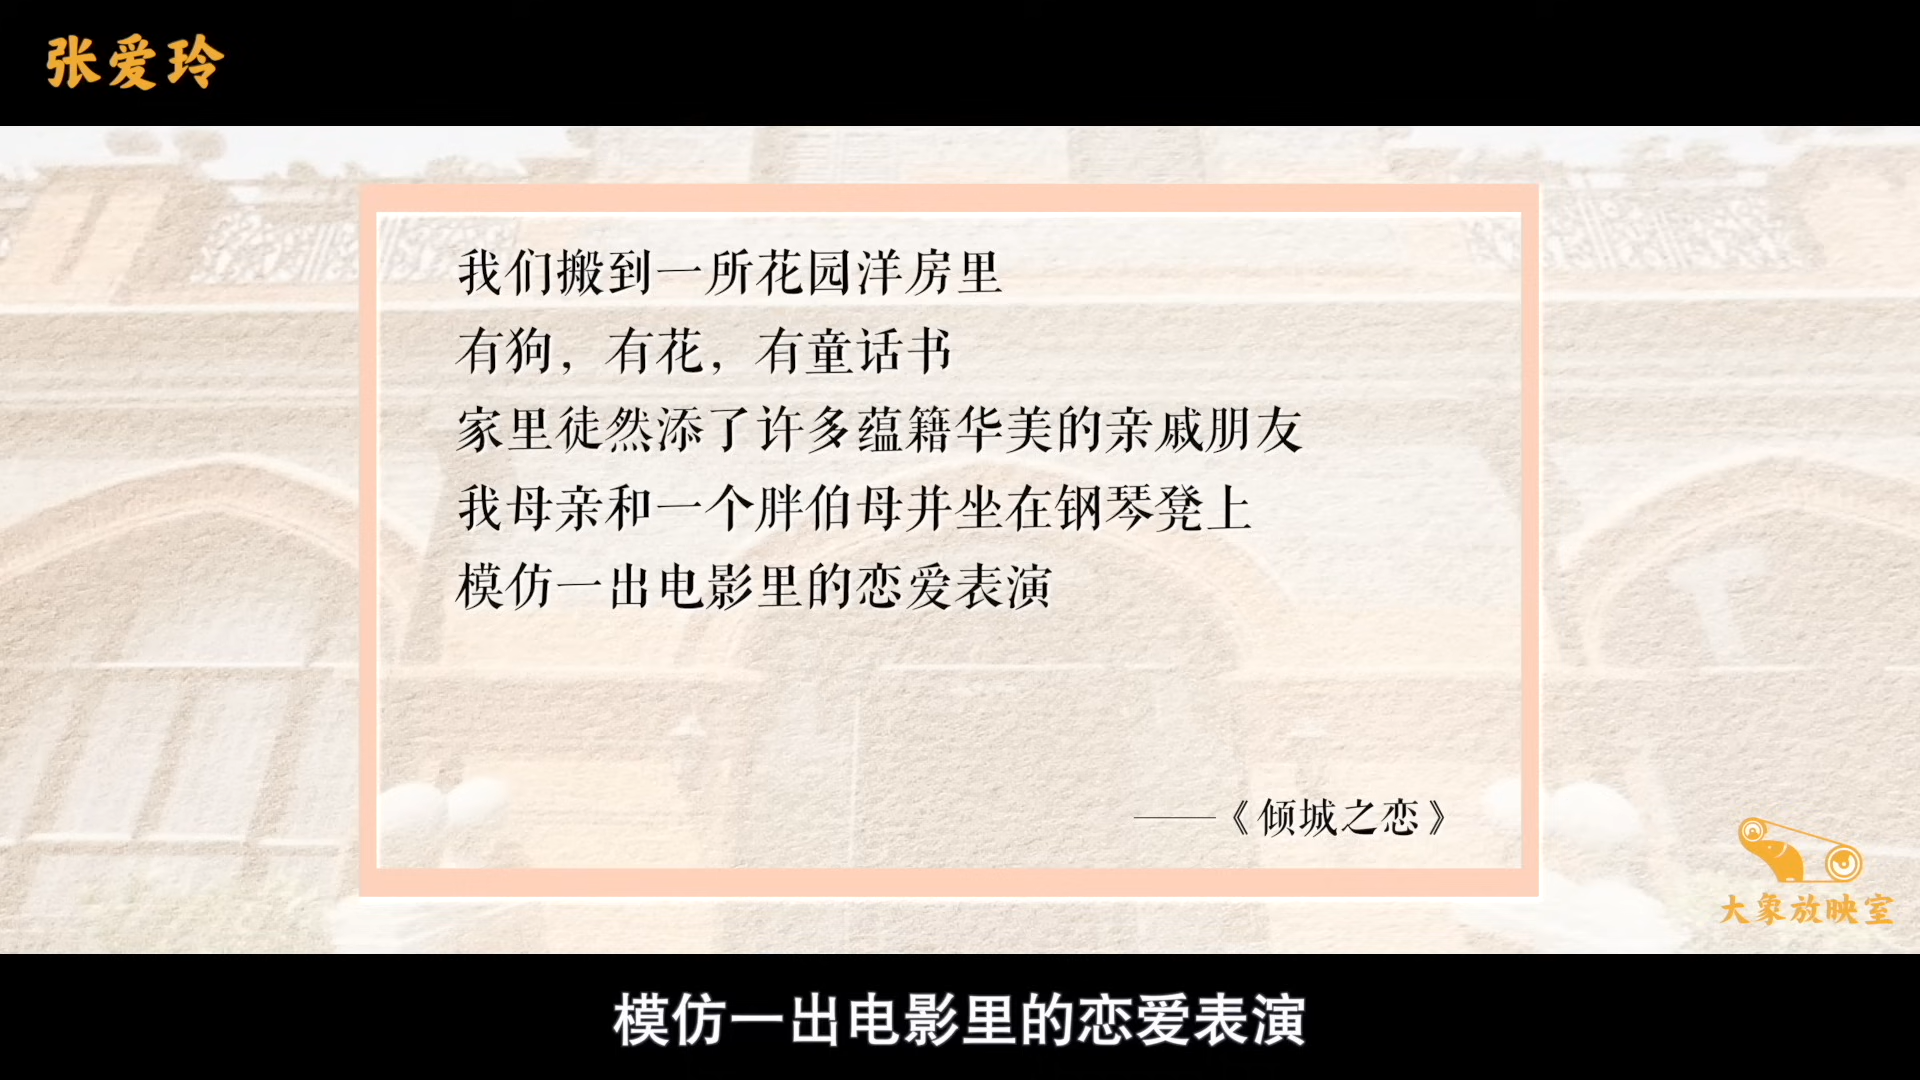 张爱玲
我们搬到一所花园洋房里
有狗，有花，有童话书
家里徒然添了许多蕴籍华美的亲戚朋友
我母亲和一个胖伯母并坐在钢琴凳上
模仿一出电影里的恋爱表演
——《倾城之恋》
大象放映室
模仿一出电影里的恋爱表演